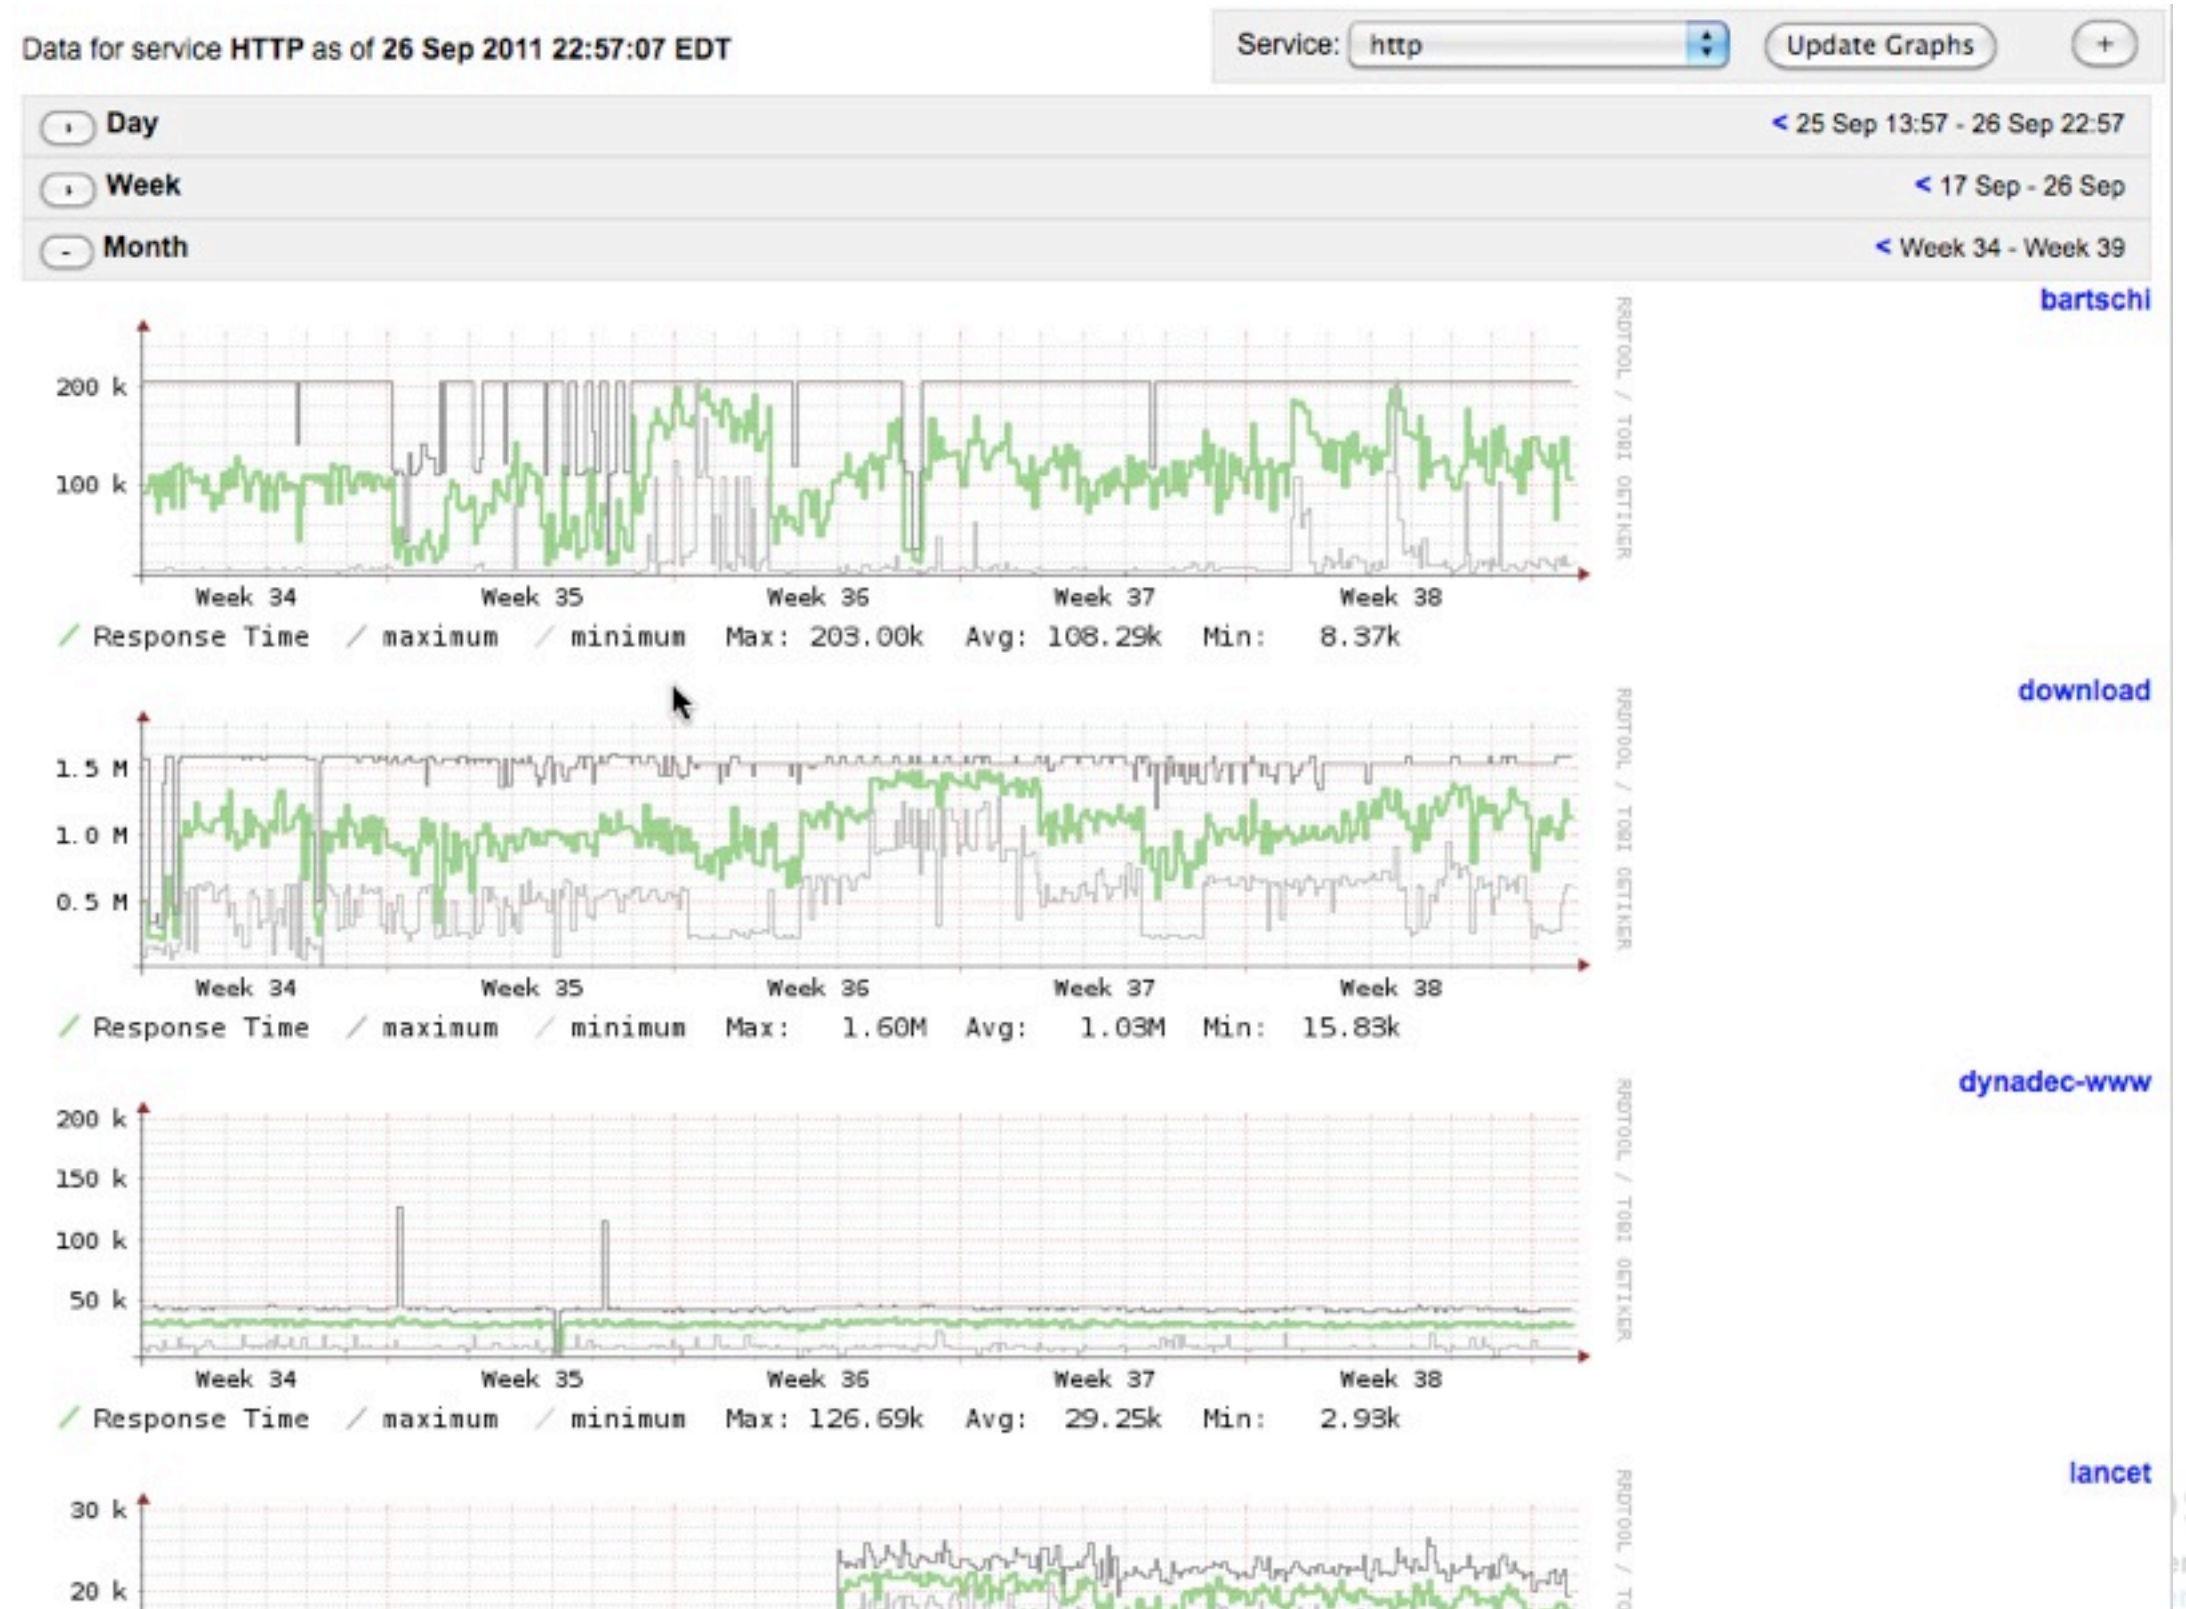 Data for service HTTP as of 26 Sep 2011 22:57:07 EDT
Service: http Update Graphs +
Day < 25 Sep 13:57 - 26 Sep 22:57
Week < 17 Sep - 26 Sep
- Month < Week 34 - Week 39
bartschi
RRDTOOL / TOBI OETIKER
200 k
100 k
Week 34 Week 35 Week 36 Week 37 Week 38
Response Time maximum minimum Max: 203.00k Avg: 108.29k Min: 8.37k
download
RRDTOOL / TOBI OETIKER
1.5 M
1.0 M
0.5 M
Week 34 Week 35 Week 36 Week 37 Week 38
Response Time maximum minimum Max: 1.60M Avg: 1.03M Min: 15.83k
dynadec-www
RRDTOOL / TOBI OETIKER
200 k
150 k
100 k
50 k
Week 34 Week 35 Week 36 Week 37 Week 38
Response Time maximum minimum Max: 126.69k Avg: 29.25k Min: 2.93k
lancet
RRDTOOL / TO
30 k
20 k